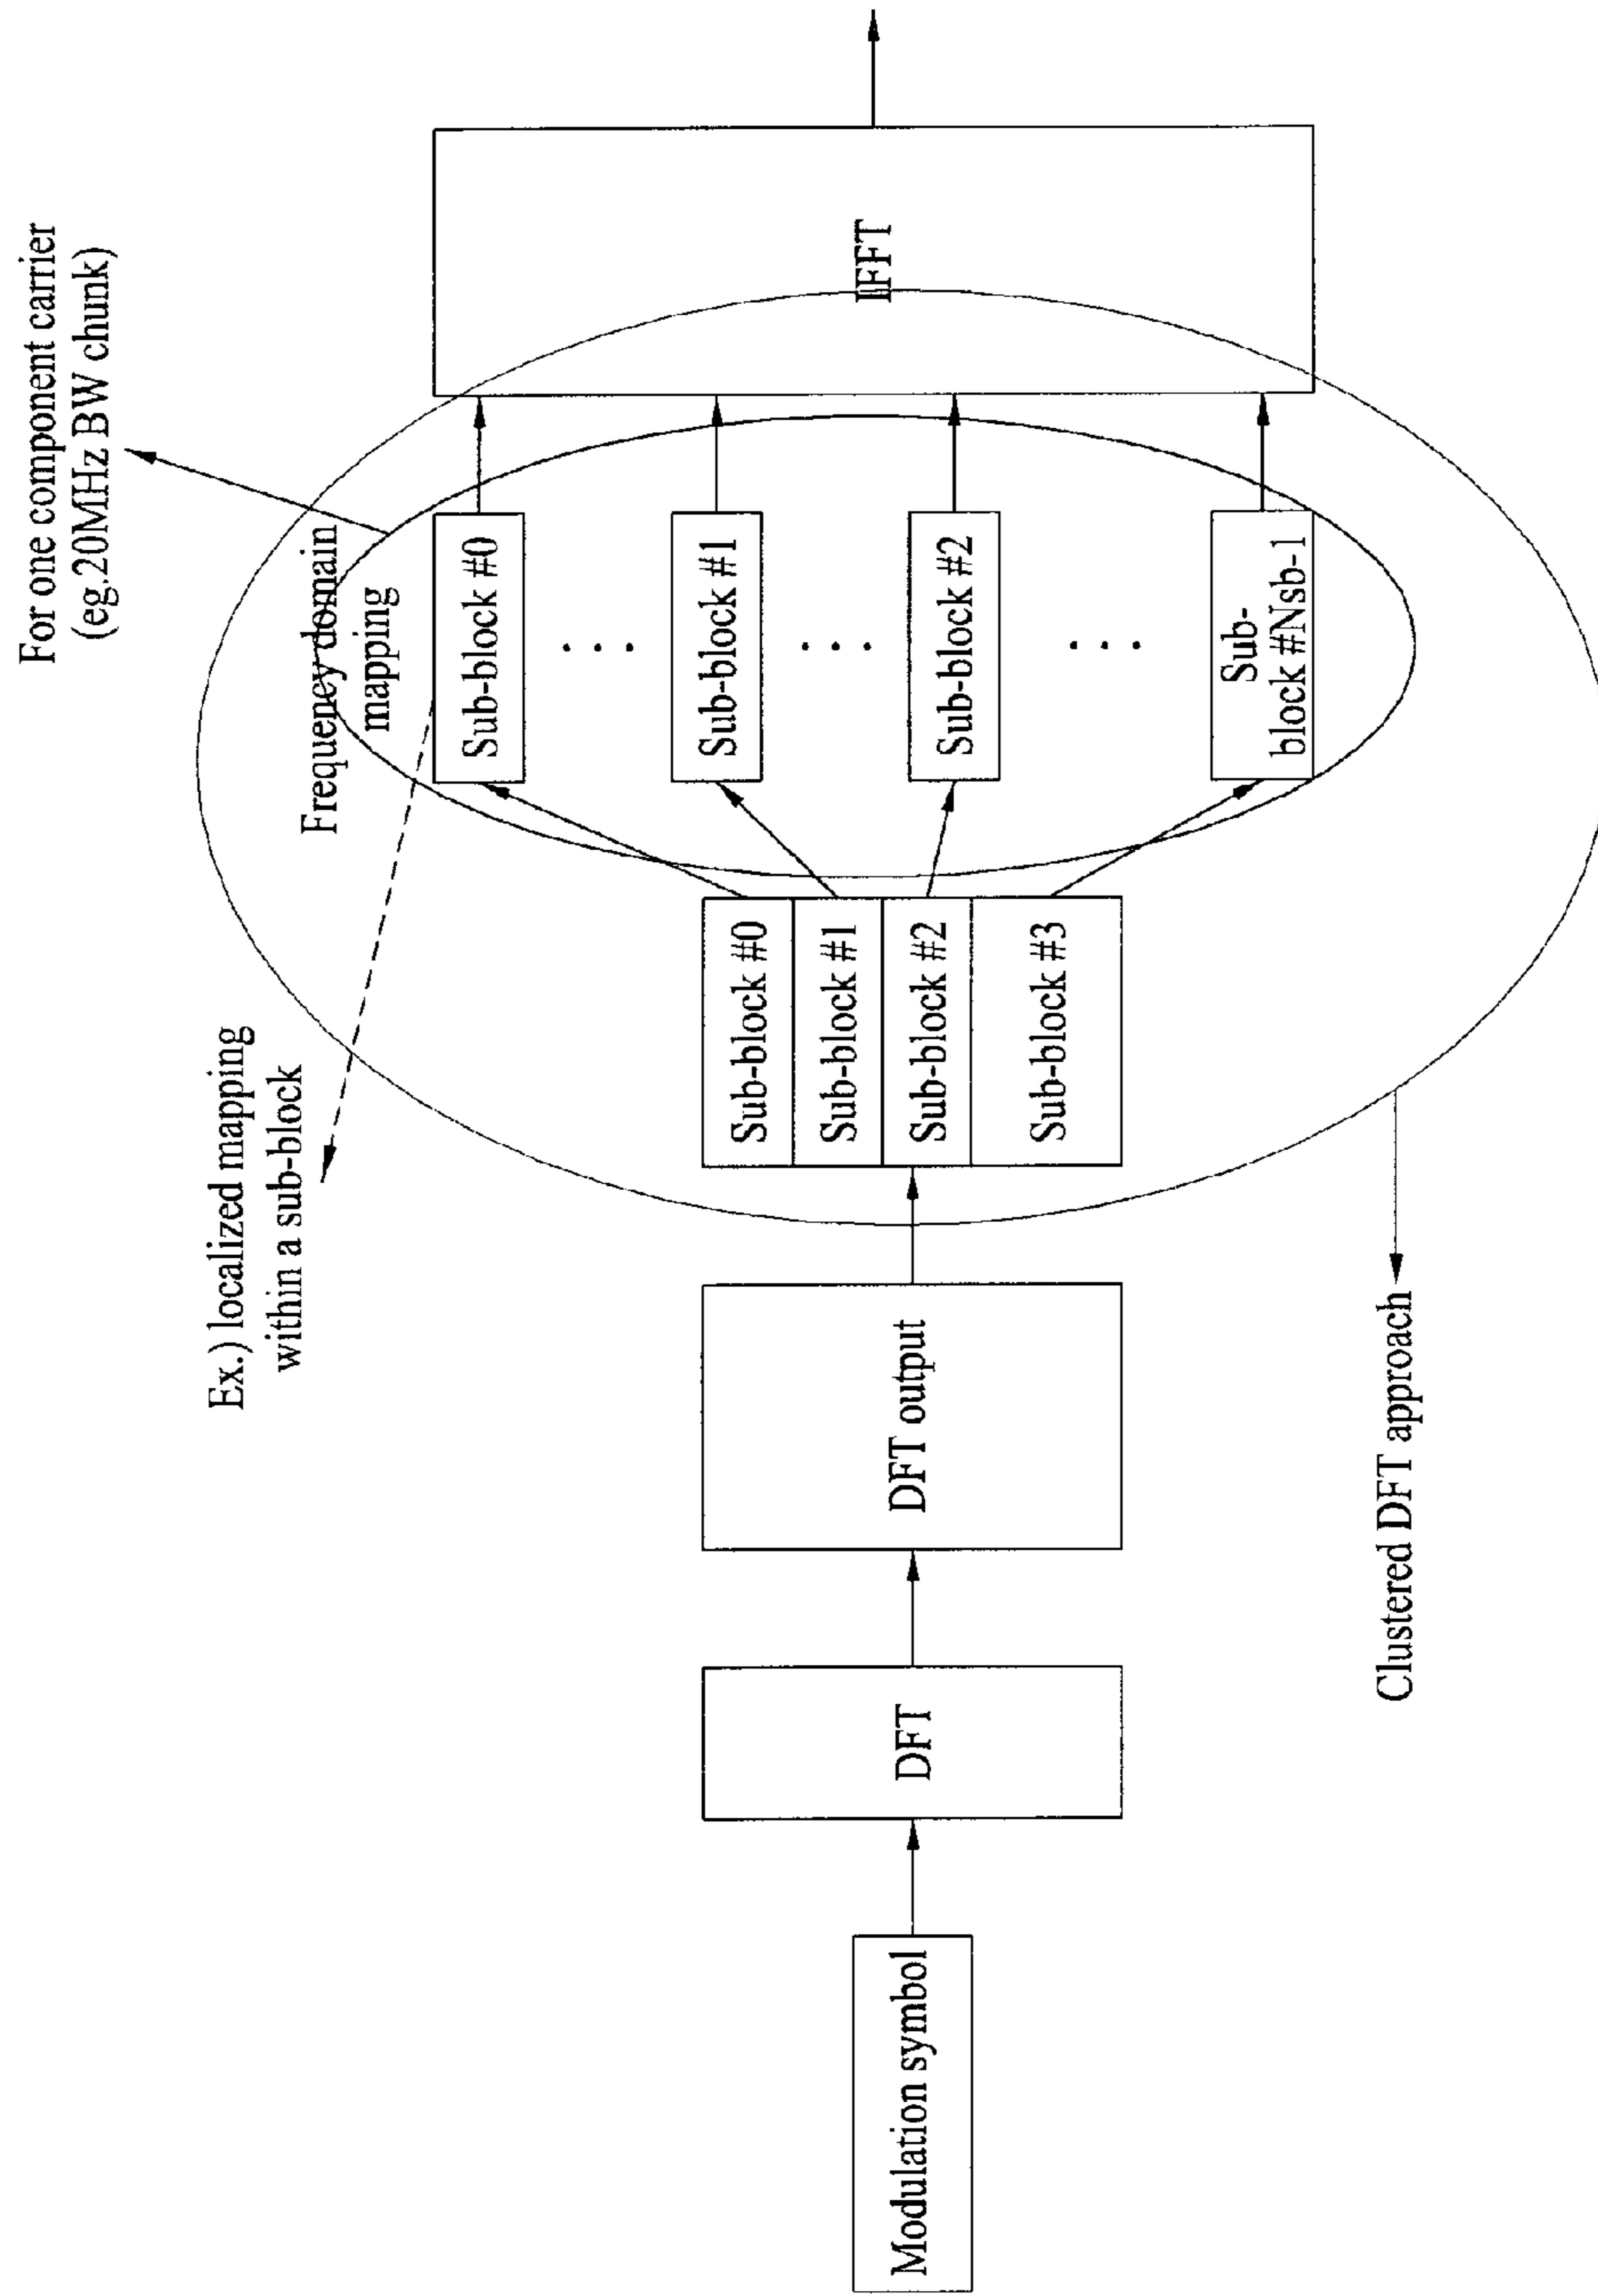 For one component carrier
(eg.20MHz BW chunk)
Ex.) localized mapping
within a sub-block
Frequency domain
mapping
Modulation symbol
DFT
DFT output
Sub-block #0
Sub-block #1
Sub-block #2
Sub-block #3
Sub-block #0
...
Sub-block #1
...
Sub-block #2
...
Sub-
block #Nsb-1
IFFT
Clustered DFT approach